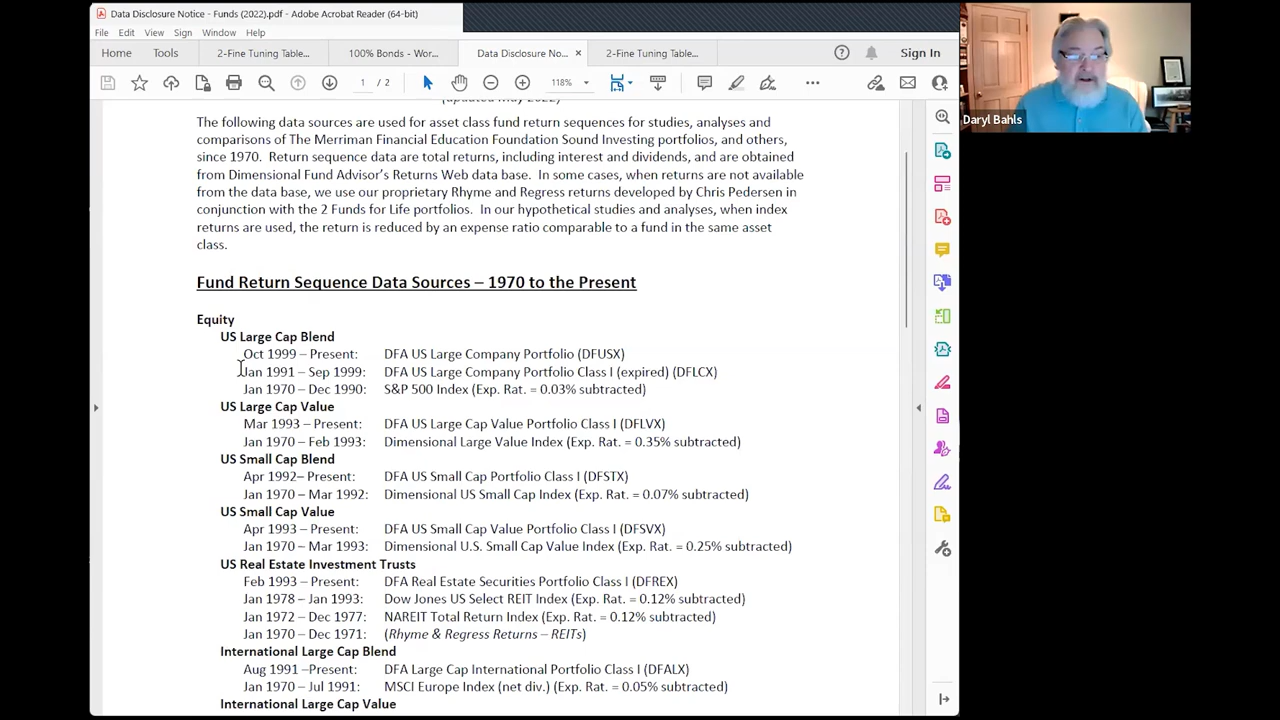 Data Disclosure Notice - Funds (2022).pdf - Adobe Acrobat Reader (64-bit)
File Edit View Sign Window Help
Home Tools 2-Fine Tuning Table... 100% Bonds - Wor... Data Disclosure No... × 2-Fine Tuning Table... Sign In
1 / 2 118%
Daryl Bahls
(updated May 2022)
The following data sources are used for asset class fund return sequences for studies, analyses and
comparisons of The Merriman Financial Education Foundation Sound Investing portfolios, and others,
since 1970. Return sequence data are total returns, including interest and dividends, and are obtained
from Dimensional Fund Advisor's Returns Web data base. In some cases, when returns are not available
from the data base, we use our proprietary Rhyme and Regress returns developed by Chris Pedersen in
conjunction with the 2 Funds for Life portfolios. In our hypothetical studies and analyses, when index
returns are used, the return is reduced by an expense ratio comparable to a fund in the same asset
class.
Fund Return Sequence Data Sources – 1970 to the Present
Equity
US Large Cap Blend
Oct 1999 – Present: DFA US Large Company Portfolio (DFUSX)
Jan 1991 – Sep 1999: DFA US Large Company Portfolio Class I (expired) (DFLCX)
Jan 1970 – Dec 1990: S&P 500 Index (Exp. Rat. = 0.03% subtracted)
US Large Cap Value
Mar 1993 – Present: DFA US Large Cap Value Portfolio Class I (DFLVX)
Jan 1970 – Feb 1993: Dimensional Large Value Index (Exp. Rat. = 0.35% subtracted)
US Small Cap Blend
Apr 1992– Present: DFA US Small Cap Portfolio Class I (DFSTX)
Jan 1970 – Mar 1992: Dimensional US Small Cap Index (Exp. Rat. = 0.07% subtracted)
US Small Cap Value
Apr 1993 – Present: DFA US Small Cap Value Portfolio Class I (DFSVX)
Jan 1970 – Mar 1993: Dimensional U.S. Small Cap Value Index (Exp. Rat. = 0.25% subtracted)
US Real Estate Investment Trusts
Feb 1993 – Present: DFA Real Estate Securities Portfolio Class I (DFREX)
Jan 1978 – Jan 1993: Dow Jones US Select REIT Index (Exp. Rat. = 0.12% subtracted)
Jan 1972 – Dec 1977: NAREIT Total Return Index (Exp. Rat. = 0.12% subtracted)
Jan 1970 – Dec 1971: (Rhyme & Regress Returns – REITs)
International Large Cap Blend
Aug 1991 –Present: DFA Large Cap International Portfolio Class I (DFALX)
Jan 1970 – Jul 1991: MSCI Europe Index (net div.) (Exp. Rat. = 0.05% subtracted)
International Large Cap Value